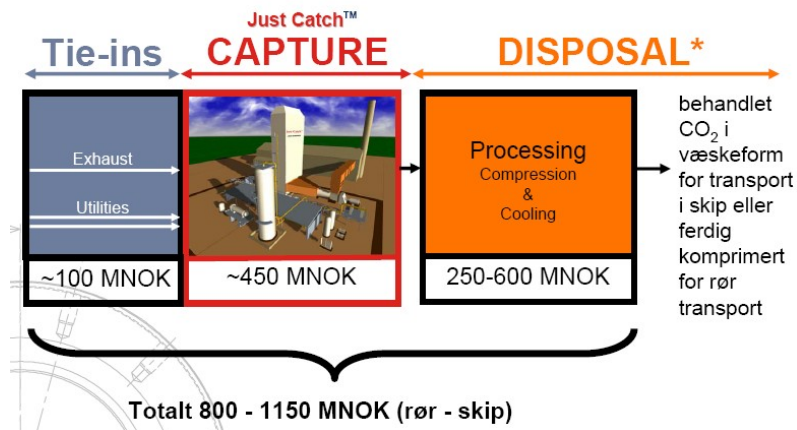 Just Catch™
Tie-ins
CAPTURE
DISPOSAL*
Exhaust
Utilities
Processing
Compression
&
Cooling
behandlet
CO₂ i
væskeform
for transport
i skip eller
ferdig
komprimert
for rør
transport
~100 MNOK
~450 MNOK
250-600 MNOK
Totalt 800 - 1150 MNOK (rør - skip)